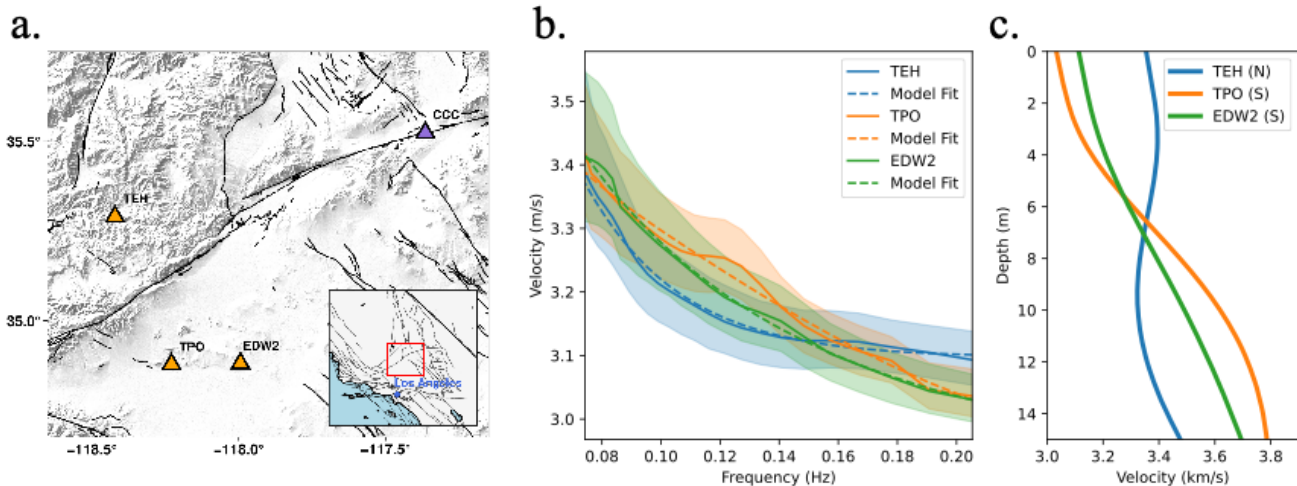 a.
35.5°
35.0°
−118.5°
−118.0°
−117.5°
CCC
TEH
TPO
EDW2
Los Angeles
b.
Velocity (m/s)
3.5
3.4
3.3
3.2
3.1
3.0
0.08
0.10
0.12
0.14
0.16
0.18
0.20
Frequency (Hz)
TEH
Model Fit
TPO
Model Fit
EDW2
Model Fit
c.
Depth (m)
0
2
4
6
8
10
12
14
3.0
3.2
3.4
3.6
3.8
Velocity (km/s)
TEH (N)
TPO (S)
EDW2 (S)